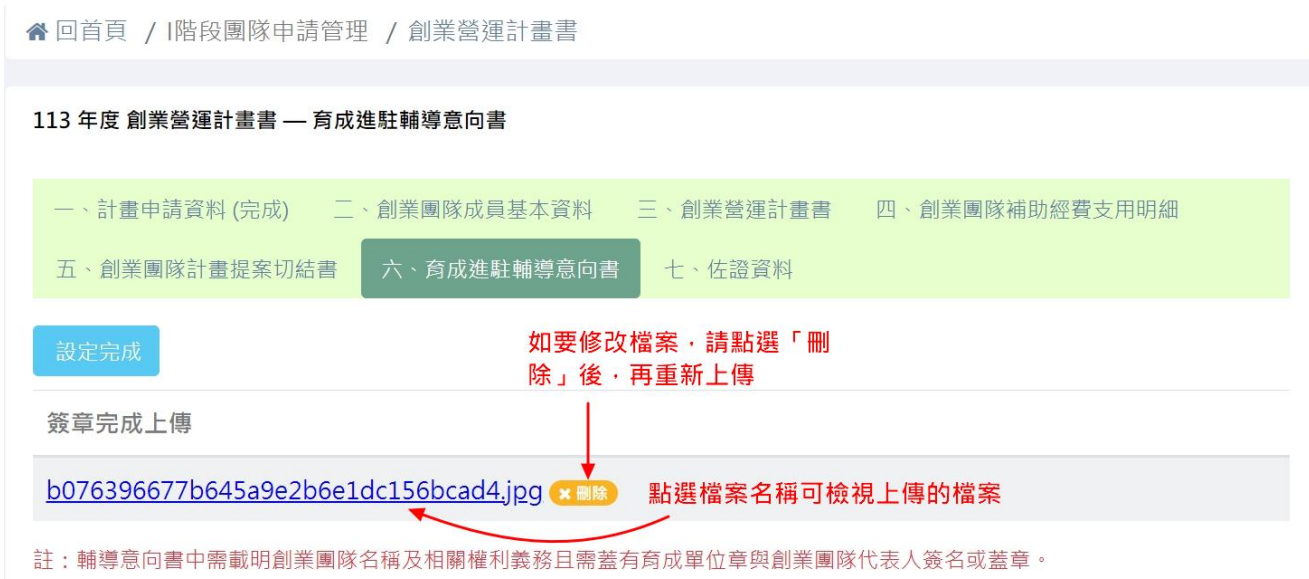 回首頁 / I階段團隊申請管理 / 創業營運計畫書
113 年度 創業營運計畫書 — 育成進駐輔導意向書
一、計畫申請資料 (完成) 二、創業團隊成員基本資料 三、創業營運計畫書 四、創業團隊補助經費支用明細
五、創業團隊計畫提案切結書 六、育成進駐輔導意向書 七、佐證資料
設定完成
如要修改檔案，請點選「刪
除」後，再重新上傳
簽章完成上傳
b076396677b645a9e2b6e1dc156bcad4.jpg ✖刪除 點選檔案名稱可檢視上傳的檔案
註：輔導意向書中需載明創業團隊名稱及相關權利義務且需蓋有育成單位章與創業團隊代表人簽名或蓋章。